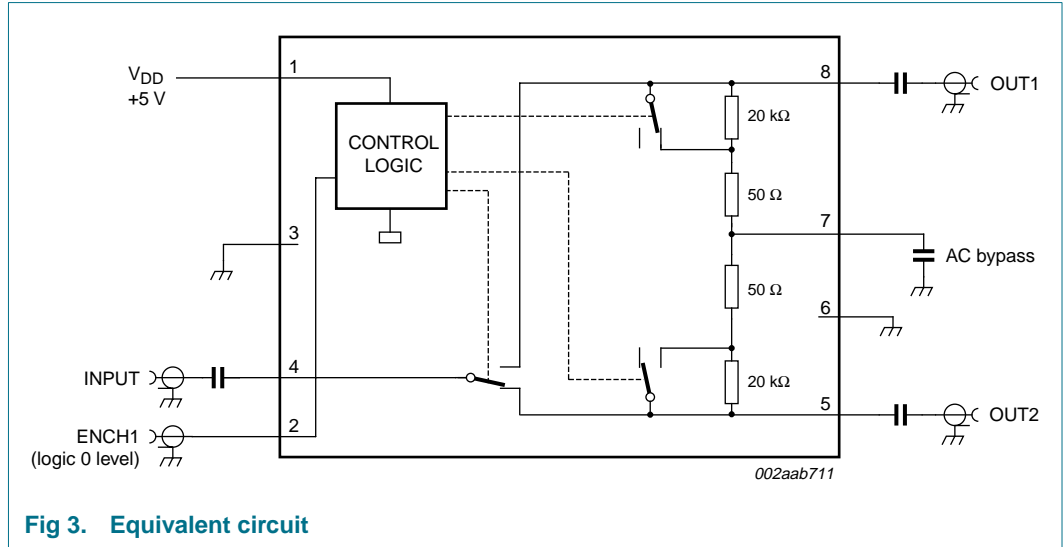 V_DD
+5 V
1
CONTROL
LOGIC
3
INPUT
4
ENCH1
(logic 0 level)
2
8
OUT1
20 kΩ
50 Ω
7
AC bypass
50 Ω
6
20 kΩ
5
OUT2
002aab711
Fig 3. Equivalent circuit